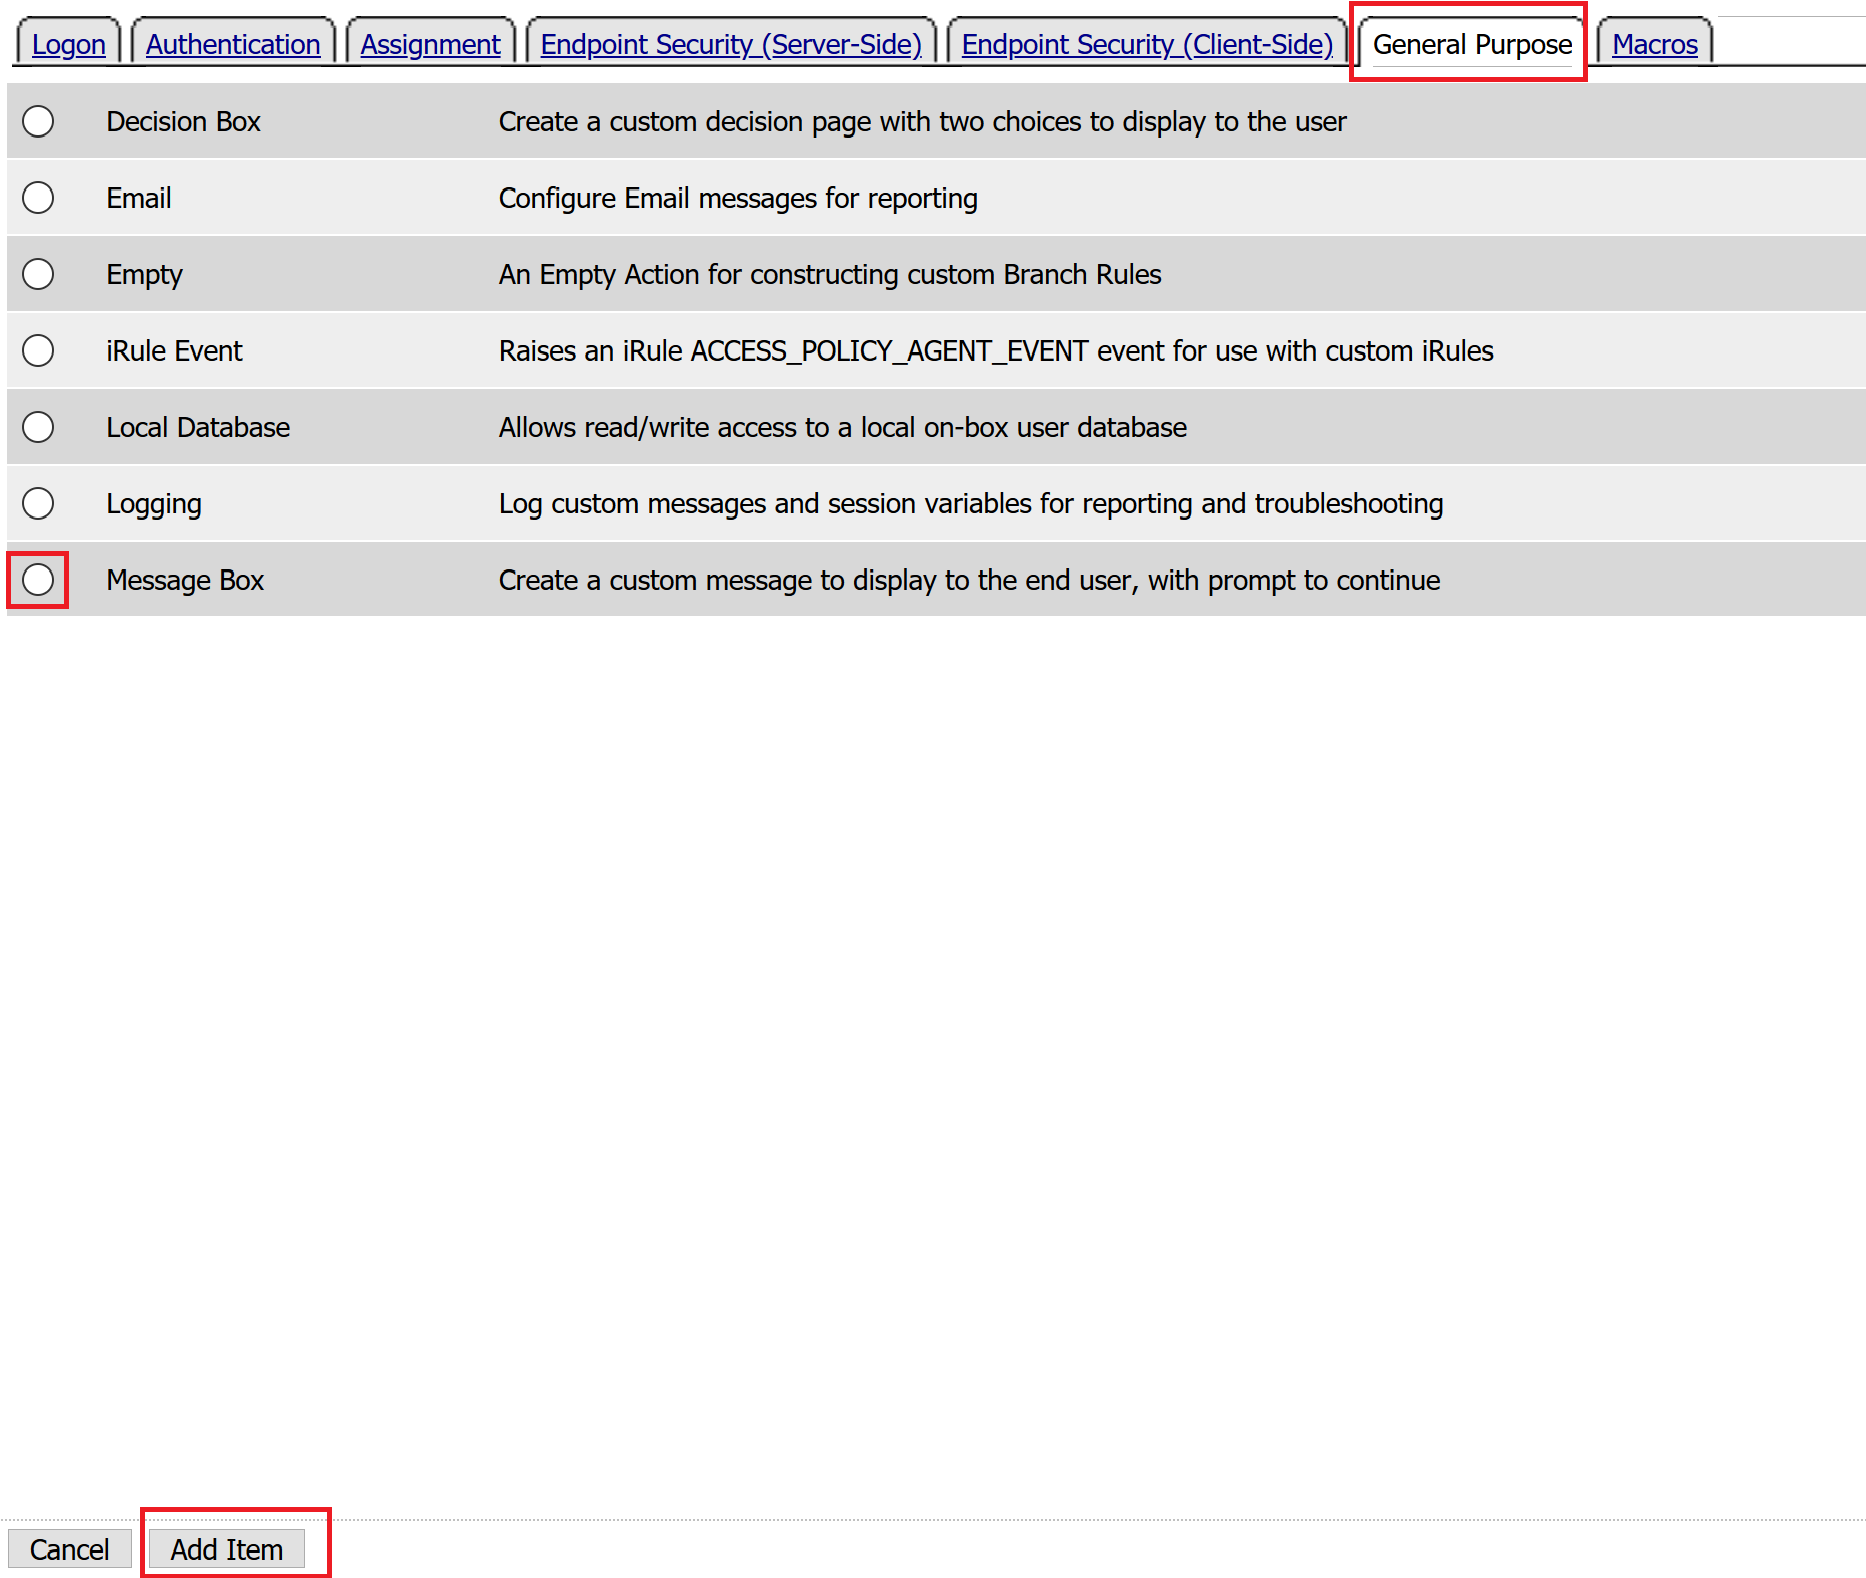 Logon Authentication Assignment Endpoint Security (Server-Side) Endpoint Security (Client-Side) General Purpose Macros
Decision Box Create a custom decision page with two choices to display to the user
Email Configure Email messages for reporting
Empty An Empty Action for constructing custom Branch Rules
iRule Event Raises an iRule ACCESS_POLICY_AGENT_EVENT event for use with custom iRules
Local Database Allows read/write access to a local on-box user database
Logging Log custom messages and session variables for reporting and troubleshooting
Message Box Create a custom message to display to the end user, with prompt to continue
Cancel Add Item